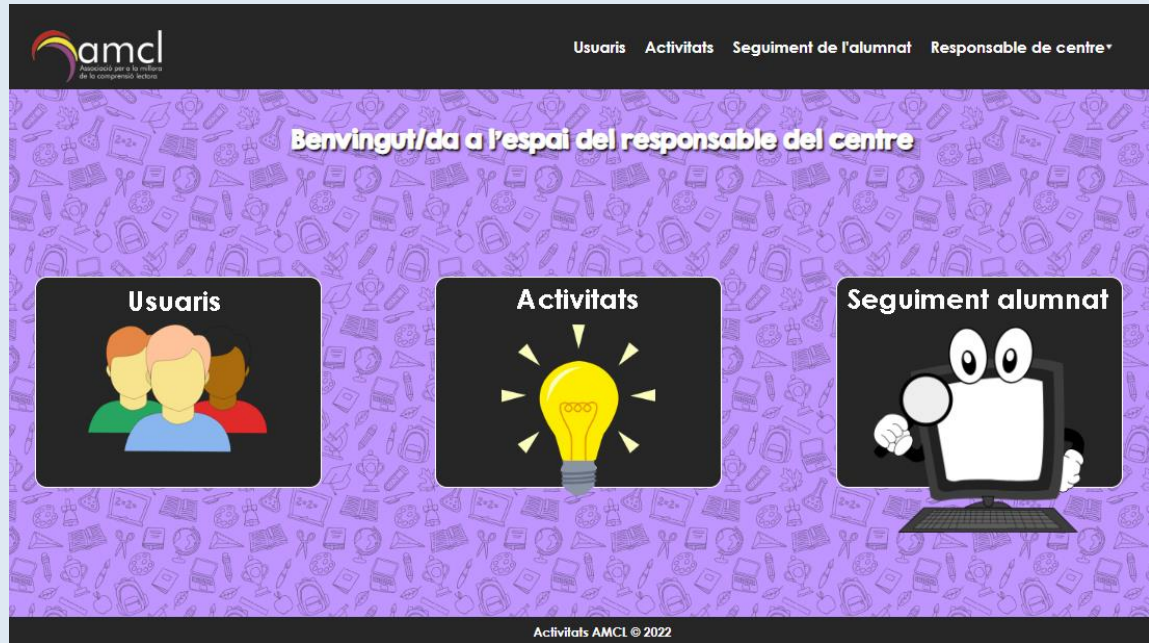 amcl
Associació per a la millora
de la comprensió lectora
Usuaris Activitats Seguiment de l'alumnat Responsable de centre
Benvingut/da a l'espai del responsable del centre
Usuaris
Activitats
Seguiment alumnat
Activitats AMCL © 2022